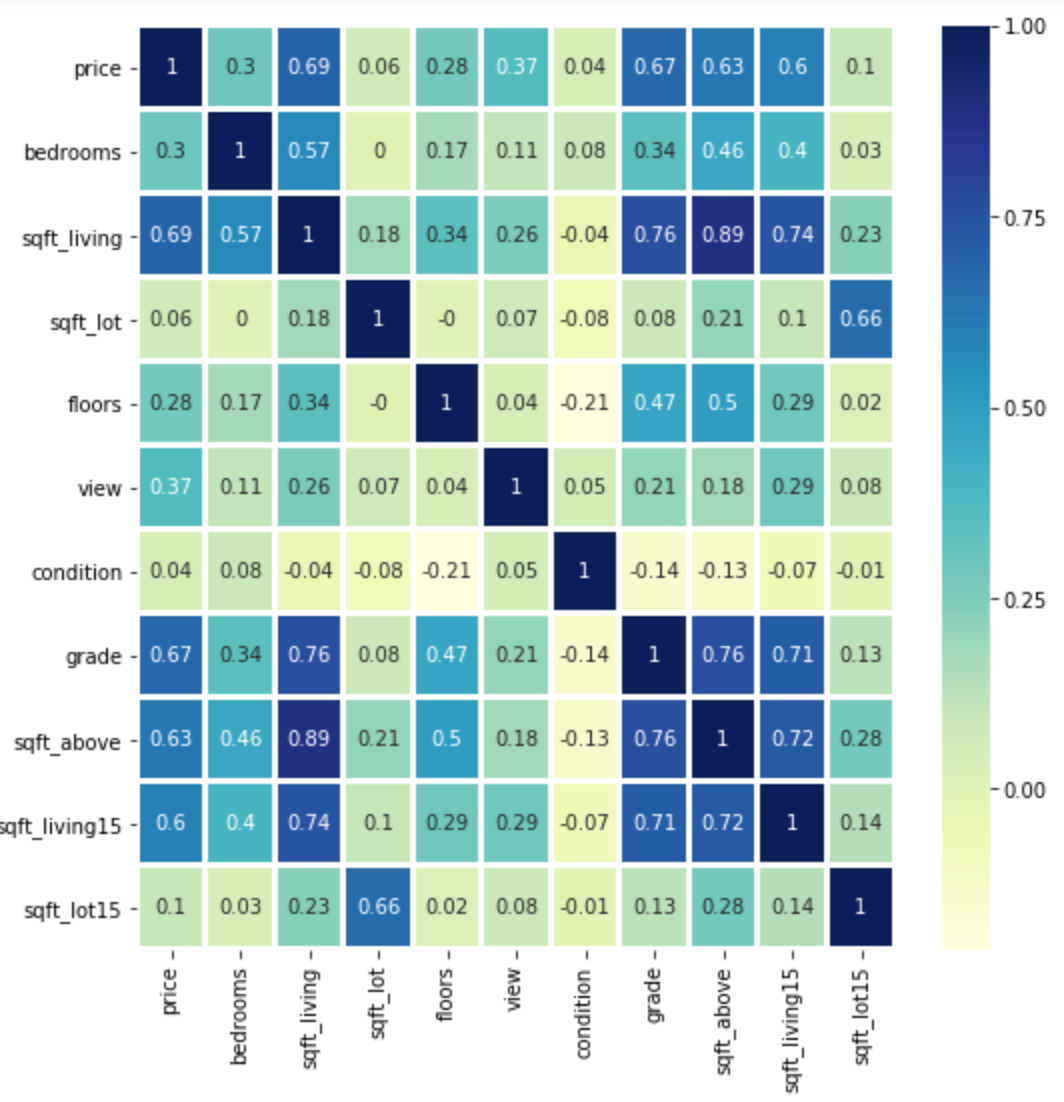 1.00
price 1 0.3 0.69 0.06 0.28 0.37 0.04 0.67 0.63 0.6 0.1
bedrooms 0.3 1 0.57 0 0.17 0.11 0.08 0.34 0.46 0.4 0.03
0.75
sqft_living 0.69 0.57 1 0.18 0.34 0.26 -0.04 0.76 0.89 0.74 0.23
sqft_lot 0.06 0 0.18 1 -0 0.07 -0.08 0.08 0.21 0.1 0.66
floors 0.28 0.17 0.34 -0 1 0.04 -0.21 0.47 0.5 0.29 0.02
0.50
view 0.37 0.11 0.26 0.07 0.04 1 0.05 0.21 0.18 0.29 0.08
condition 0.04 0.08 -0.04 -0.08 -0.21 0.05 1 -0.14 -0.13 -0.07 -0.01
0.25
grade 0.67 0.34 0.76 0.08 0.47 0.21 -0.14 1 0.76 0.71 0.13
sqft_above 0.63 0.46 0.89 0.21 0.5 0.18 -0.13 0.76 1 0.72 0.28
0.00
sqft_living15 0.6 0.4 0.74 0.1 0.29 0.29 -0.07 0.71 0.72 1 0.14
sqft_lot15 0.1 0.03 0.23 0.66 0.02 0.08 -0.01 0.13 0.28 0.14 1
price
bedrooms
sqft_living
sqft_lot
floors
view
condition
grade
sqft_above
sqft_living15
sqft_lot15